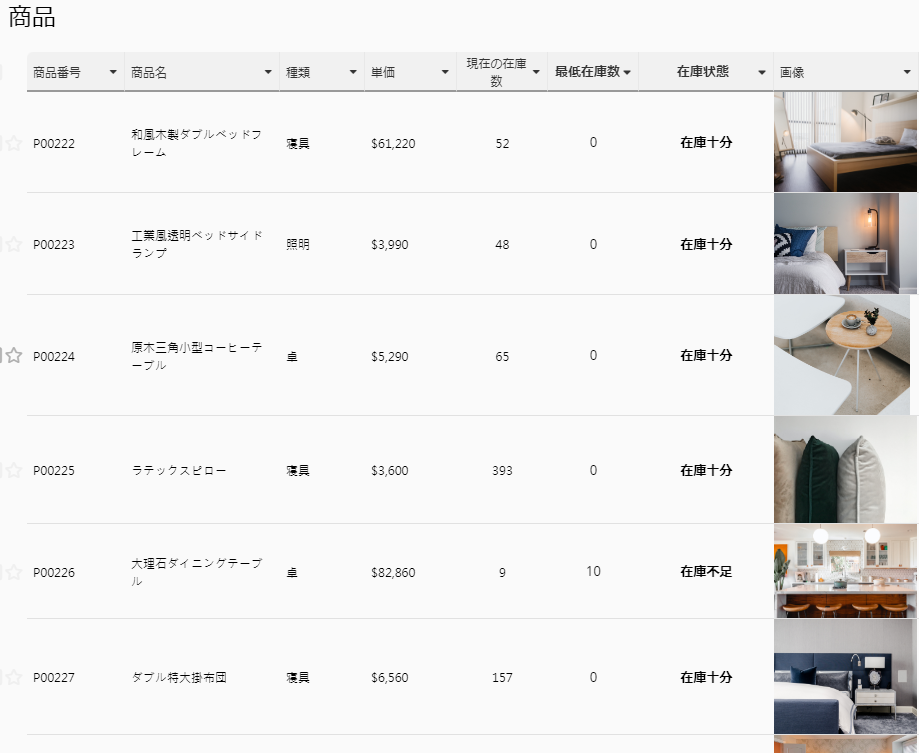 商品
商品番号 商品名 種類 単価 現在の在庫 最低在庫数 在庫状態 画像
数
P00222 和風木製ダブルベッドフ 寝具 $61,220 52 0 在庫十分
レーム
P00223 工業風透明ベッドサイド 照明 $3,990 48 0 在庫十分
ランプ
P00224 原木三角小型コーヒーテ 卓 $5,290 65 0 在庫十分
ーブル
P00225 ラテックスピロー 寝具 $3,600 393 0 在庫十分
P00226 大理石ダイニングテーブ 卓 $82,860 9 10 在庫不足
ル
P00227 ダブル特大掛布団 寝具 $6,560 157 0 在庫十分